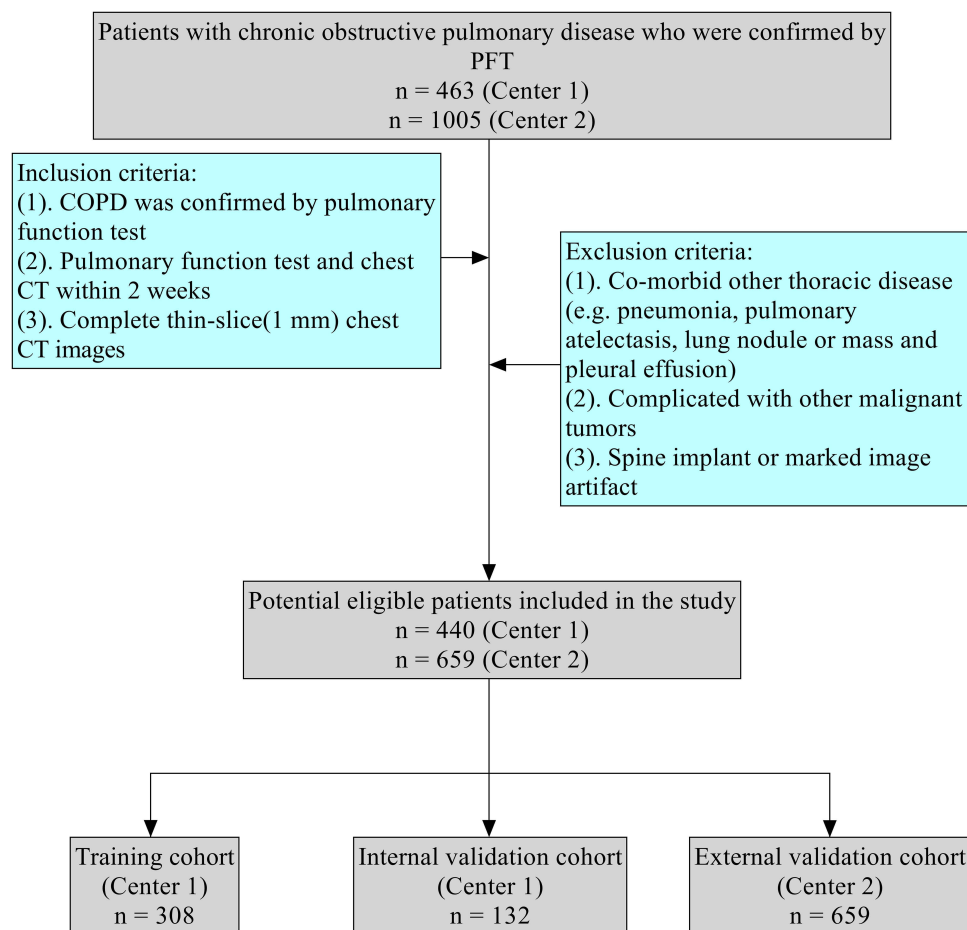 Patients with chronic obstructive pulmonary disease who were confirmed by
PFT
n = 463 (Center 1)
n = 1005 (Center 2)
Inclusion criteria:
(1). COPD was confirmed by pulmonary
function test
(2). Pulmonary function test and chest
CT within 2 weeks
(3). Complete thin-slice(1 mm) chest
CT images
Exclusion criteria:
(1). Co-morbid other thoracic disease
(e.g. pneumonia, pulmonary
atelectasis, lung nodule or mass and
pleural effusion)
(2). Complicated with other malignant
tumors
(3). Spine implant or marked image
artifact
Potential eligible patients included in the study
n = 440 (Center 1)
n = 659 (Center 2)
Training cohort
(Center 1)
n = 308
Internal validation cohort
(Center 1)
n = 132
External validation cohort
(Center 2)
n = 659